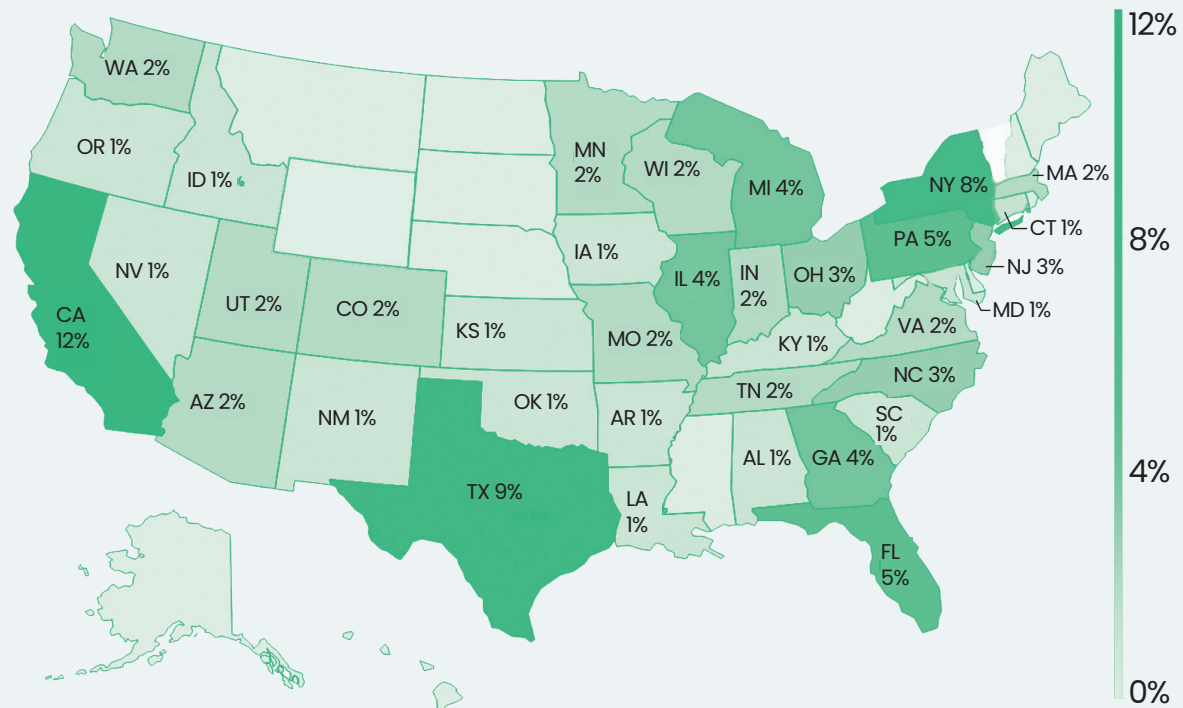 12%
WA 2%
OR 1%
MN
2%
WI 2%
ID 1%
MI 4%
NY 8%
MA 2%
CT 1%
PA 5%
8%
NV 1%
IA 1%
NJ 3%
UT 2%
CO 2%
IL 4%
IN
2%
OH 3%
MD 1%
CA
12%
KS 1%
MO 2%
KY 1%
VA 2%
AZ 2%
NM 1%
OK 1%
AR 1%
TN 2%
NC 3%
SC
1%
AL 1%
GA 4%
4%
TX 9%
LA
1%
FL
5%
0%